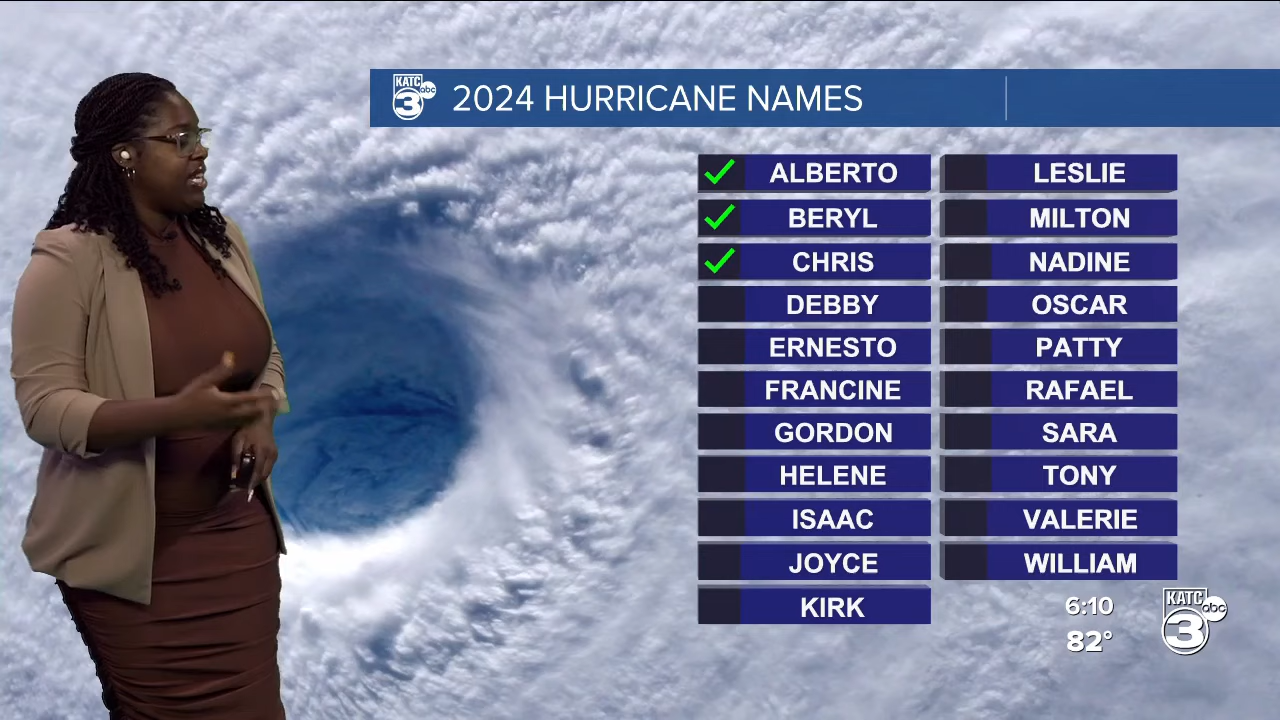 KATC
abc
3
2024 HURRICANE NAMES
ALBERTO
BERYL
CHRIS
DEBBY
ERNESTO
FRANCINE
GORDON
HELENE
ISAAC
JOYCE
KIRK
LESLIE
MILTON
NADINE
OSCAR
PATTY
RAFAEL
SARA
TONY
VALERIE
WILLIAM
6:10
82°
KATC
abc
3